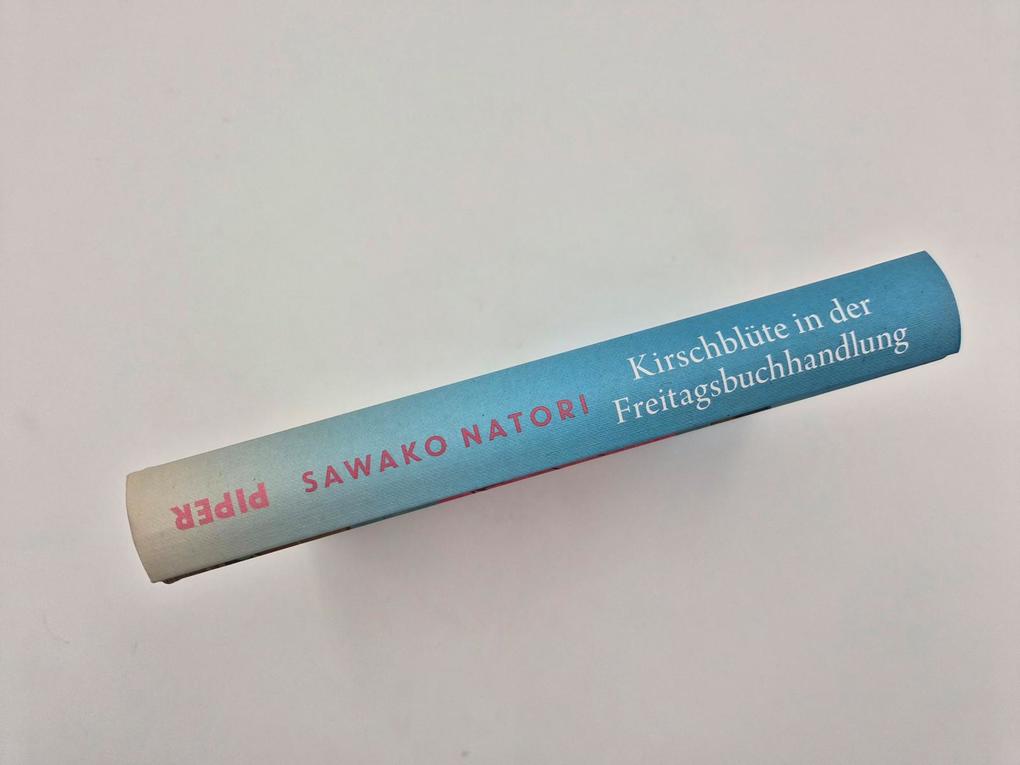 PIPER
SAWAKO NATORI
Kirschblüte in der
Freitagsbuchhandlung